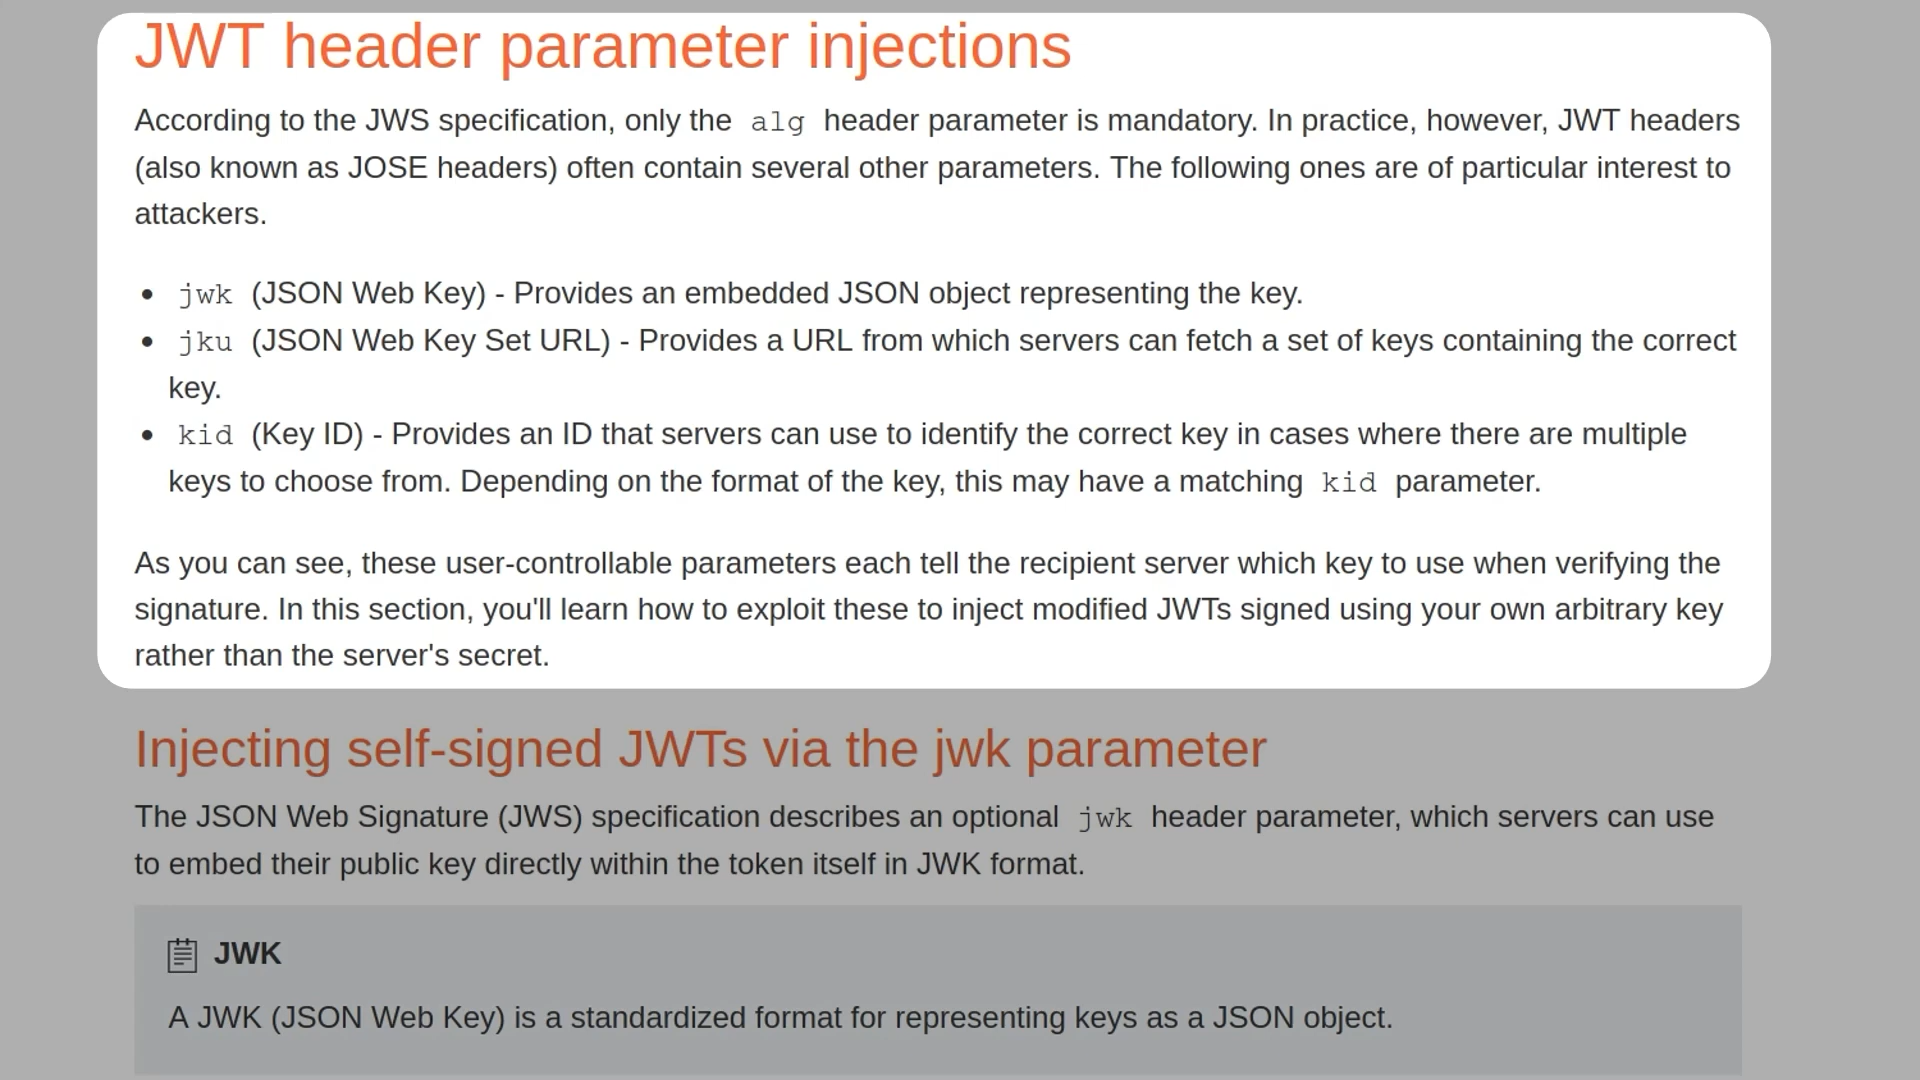 JWT header parameter injections
According to the JWS specification, only the alg header parameter is mandatory. In practice, however, JWT headers
(also known as JOSE headers) often contain several other parameters. The following ones are of particular interest to
attackers.
• jwk (JSON Web Key) - Provides an embedded JSON object representing the key.
• jku (JSON Web Key Set URL) - Provides a URL from which servers can fetch a set of keys containing the correct
key.
• kid (Key ID) - Provides an ID that servers can use to identify the correct key in cases where there are multiple
keys to choose from. Depending on the format of the key, this may have a matching kid parameter.
As you can see, these user-controllable parameters each tell the recipient server which key to use when verifying the
signature. In this section, you'll learn how to exploit these to inject modified JWTs signed using your own arbitrary key
rather than the server's secret.
Injecting self-signed JWTs via the jwk parameter
The JSON Web Signature (JWS) specification describes an optional jwk header parameter, which servers can use
to embed their public key directly within the token itself in JWK format.
JWK
A JWK (JSON Web Key) is a standardized format for representing keys as a JSON object.